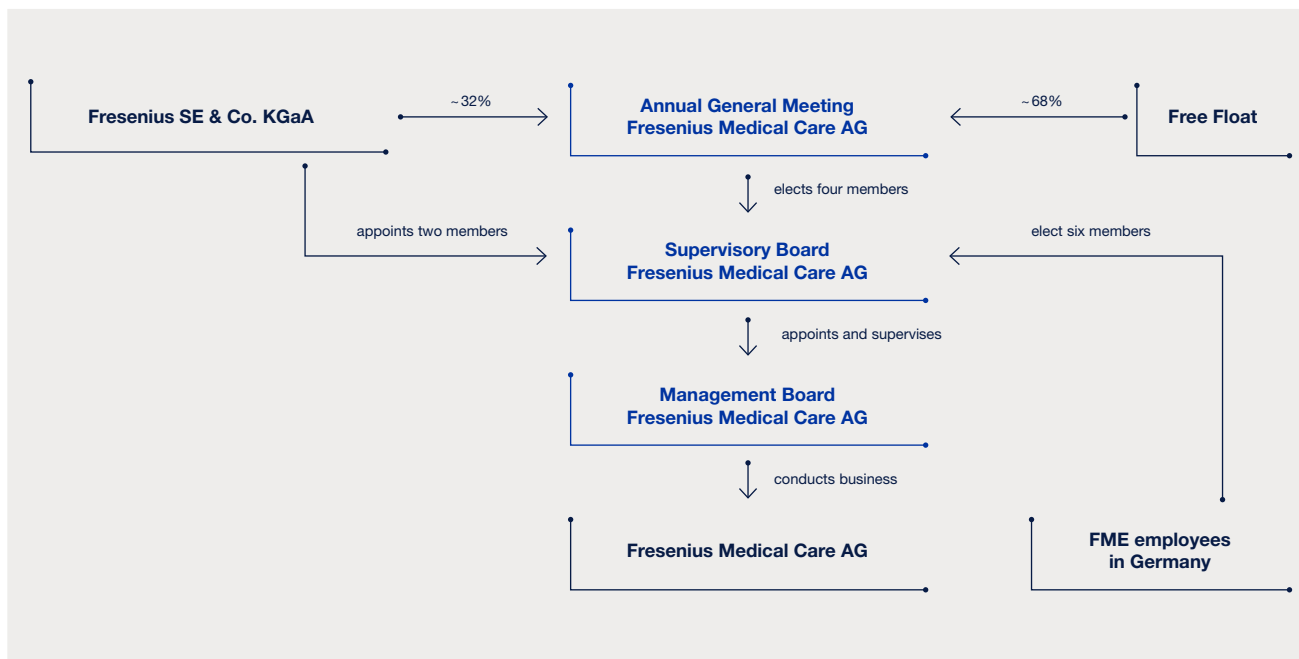 Fresenius SE & Co. KGaA
~32%
Annual General Meeting
Fresenius Medical Care AG
~68%
Free Float
elects four members
appoints two members
Supervisory Board
Fresenius Medical Care AG
elect six members
appoints and supervises
Management Board
Fresenius Medical Care AG
conducts business
Fresenius Medical Care AG
FME employees
in Germany